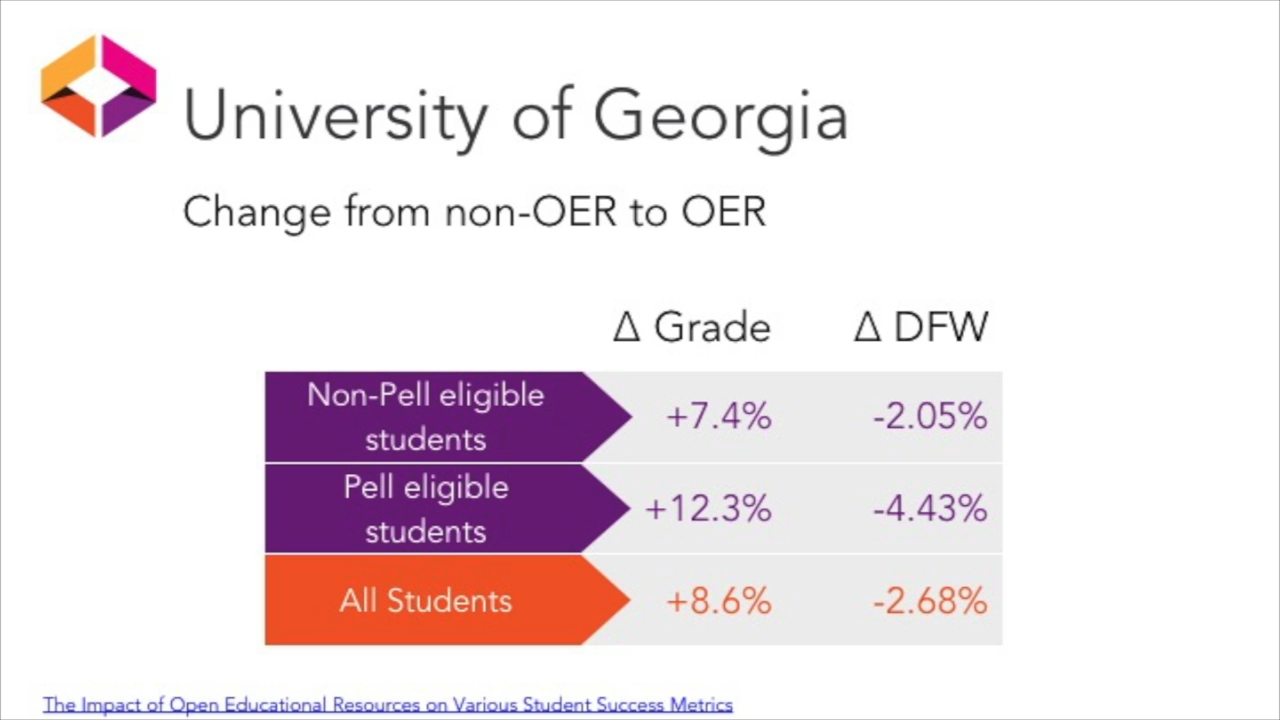 University of Georgia
Change from non-OER to OER
Δ Grade Δ DFW
Non-Pell eligible
students
+7.4% -2.05%
Pell eligible
students
+12.3% -4.43%
All Students +8.6% -2.68%
The Impact of Open Educational Resources on Various Student Success Metrics